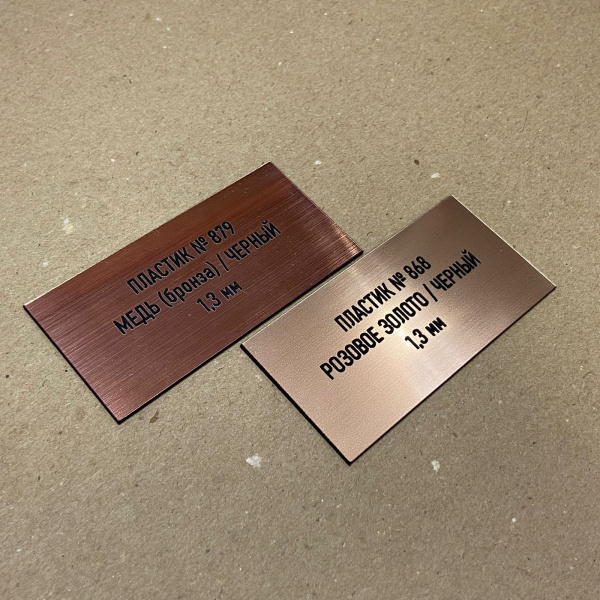 ПЛАСТИК № 879
МЕДЬ (бронза) / ЧЕРНЫЙ
1,3 мм
ПЛАСТИК № 868
РОЗОВОЕ ЗОЛОТО / ЧЕРНЫЙ
1,3 мм